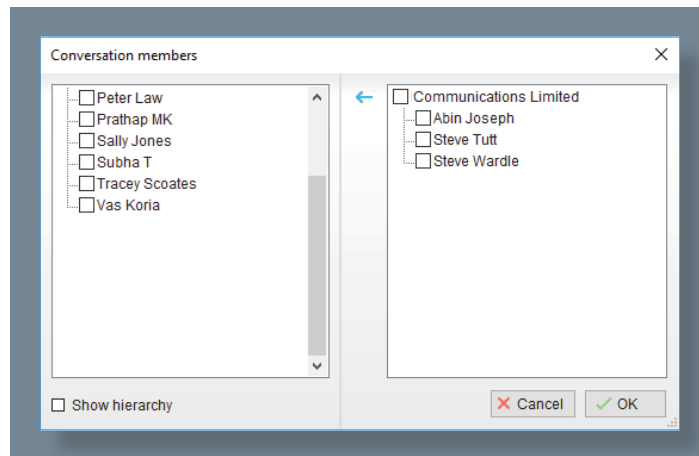 Conversation members
Peter Law
Prathap MK
Sally Jones
Subha T
Tracey Scoates
Vas Koria
Communications Limited
Abin Joseph
Steve Tutt
Steve Wardle
Show hierarchy
Cancel
OK